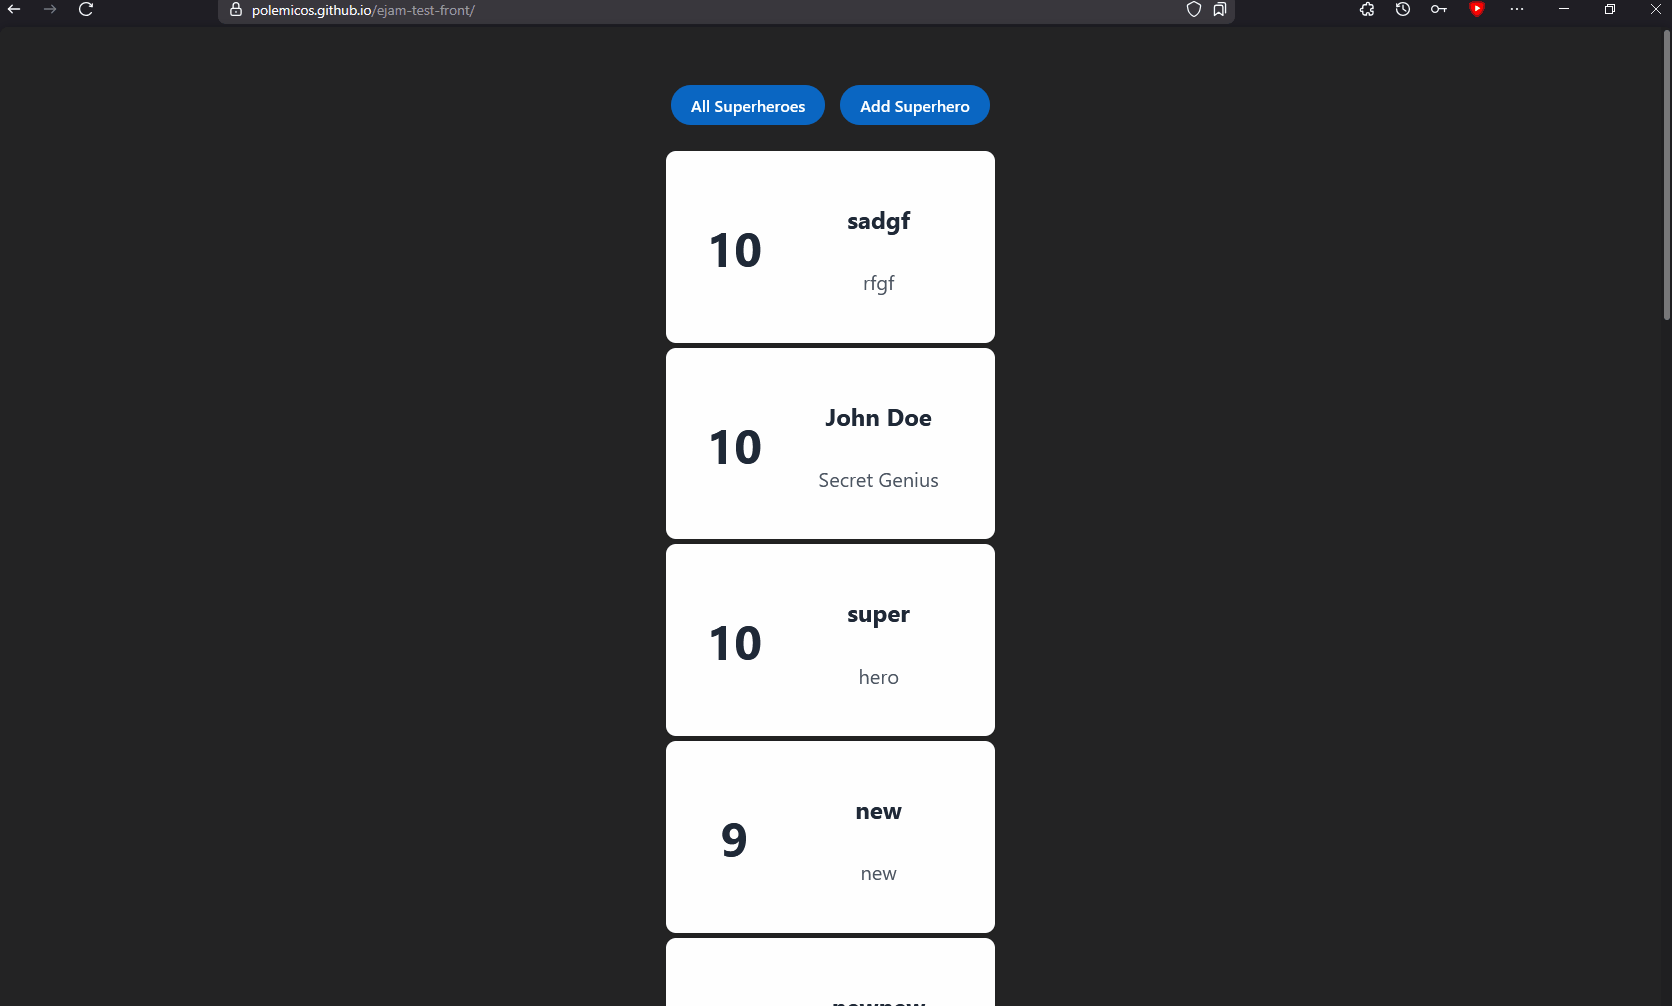 polemicos.github.io/ejam-test-front/
All Superheroes Add Superhero
10
sadgf
rfgf
10
John Doe
Secret Genius
10
super
hero
9
new
new
newnew